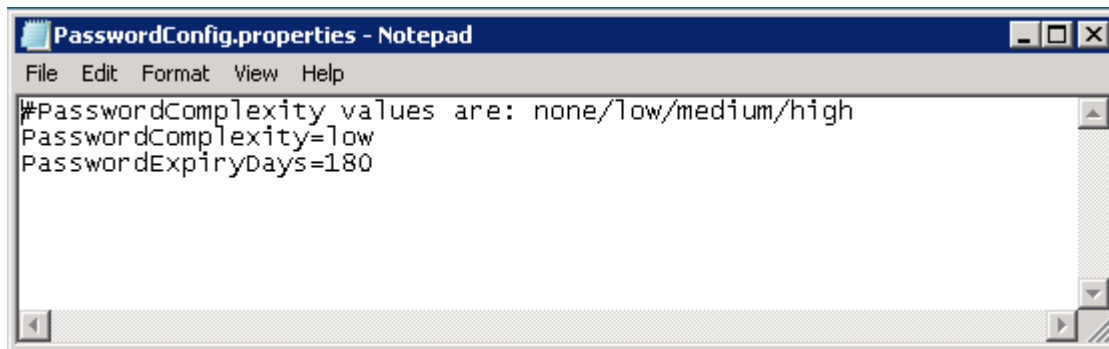 PasswordConfig.properties - Notepad
File Edit Format View Help
#PasswordComplexity values are: none/low/medium/high
PasswordComplexity=low
PasswordExpiryDays=180